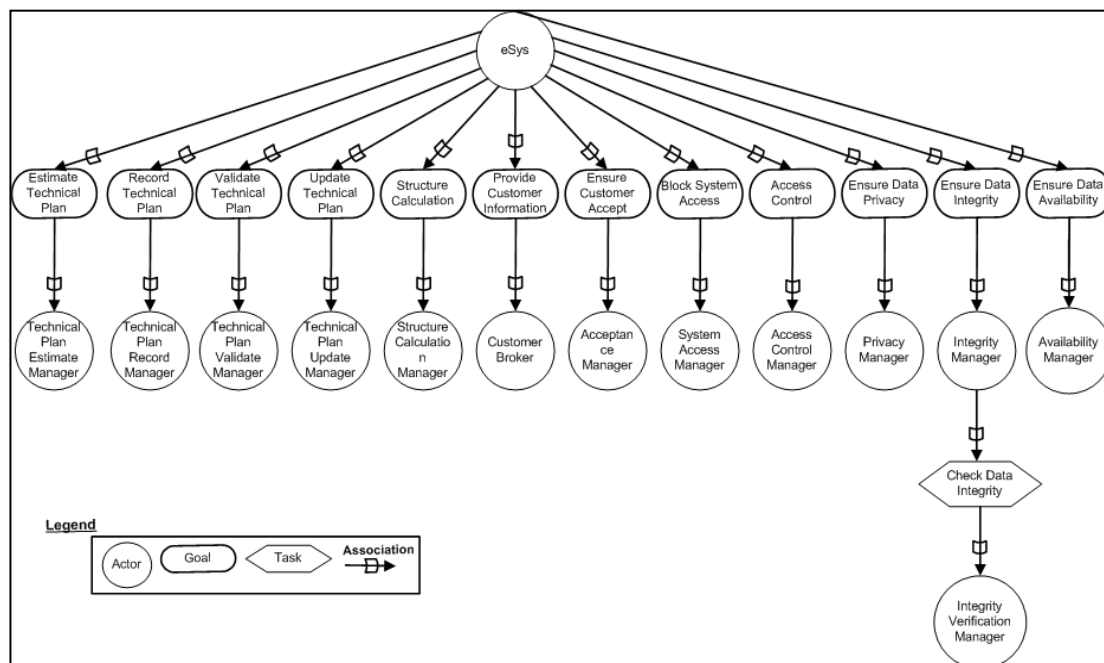 eSys
Estimate
Technical
Plan
Record
Technical
Plan
Validate
Technical
Plan
Update
Technical
Plan
Structure
Calculation
Provide
Customer
Information
Ensure
Customer
Accept
Block System
Access
Access
Control
Ensure Data
Privacy
Ensure Data
Integrity
Ensure Data
Availability
Technical
Plan
Estimate
Manager
Technical
Plan
Record
Manager
Technical
Plan
Validate
Manager
Technical
Plan
Update
Manager
Structure
Calculatio
n
Manager
Customer
Broker
Acceptan
ce
Manager
System
Access
Manager
Access
Control
Manager
Privacy
Manager
Integrity
Manager
Availability
Manager
Check Data
Integrity
Integrity
Verification
Manager
Legend
Actor
Goal
Task
Association